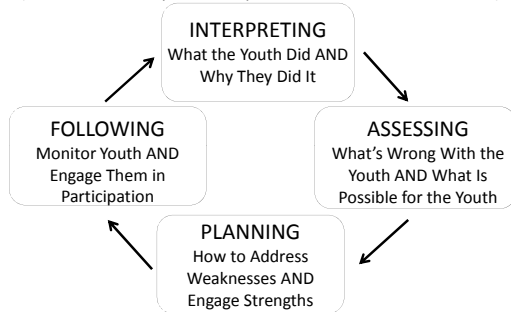 INTERPRETING
What the Youth Did AND
Why They Did It
FOLLOWING
Monitor Youth AND
Engage Them in
Participation
ASSESSING
What's Wrong With the
Youth AND What Is
Possible for the Youth
PLANNING
How to Address
Weaknesses AND
Engage Strengths